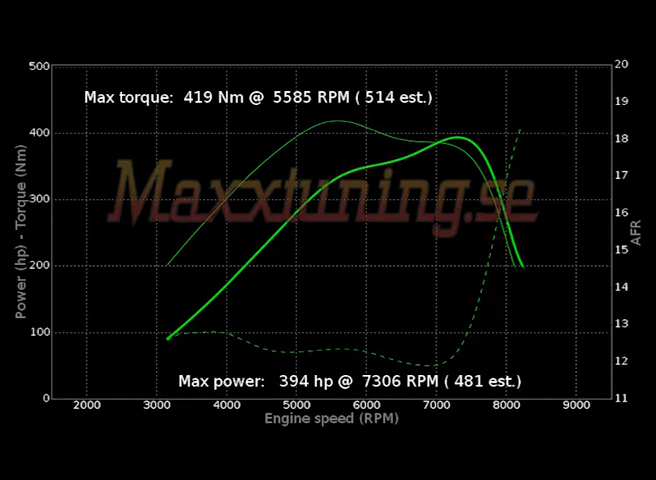 500
400
300
200
100
0
Power (hp) - Torque (Nm)
Max torque: 419 Nm @ 5585 RPM ( 514 est.)
Maxxtuning.se
Max power: 394 hp @ 7306 RPM ( 481 est.)
20
19
18
17
16
15
14
13
12
11
AFR
2000 3000 4000 5000 6000 7000 8000 9000
Engine speed (RPM)